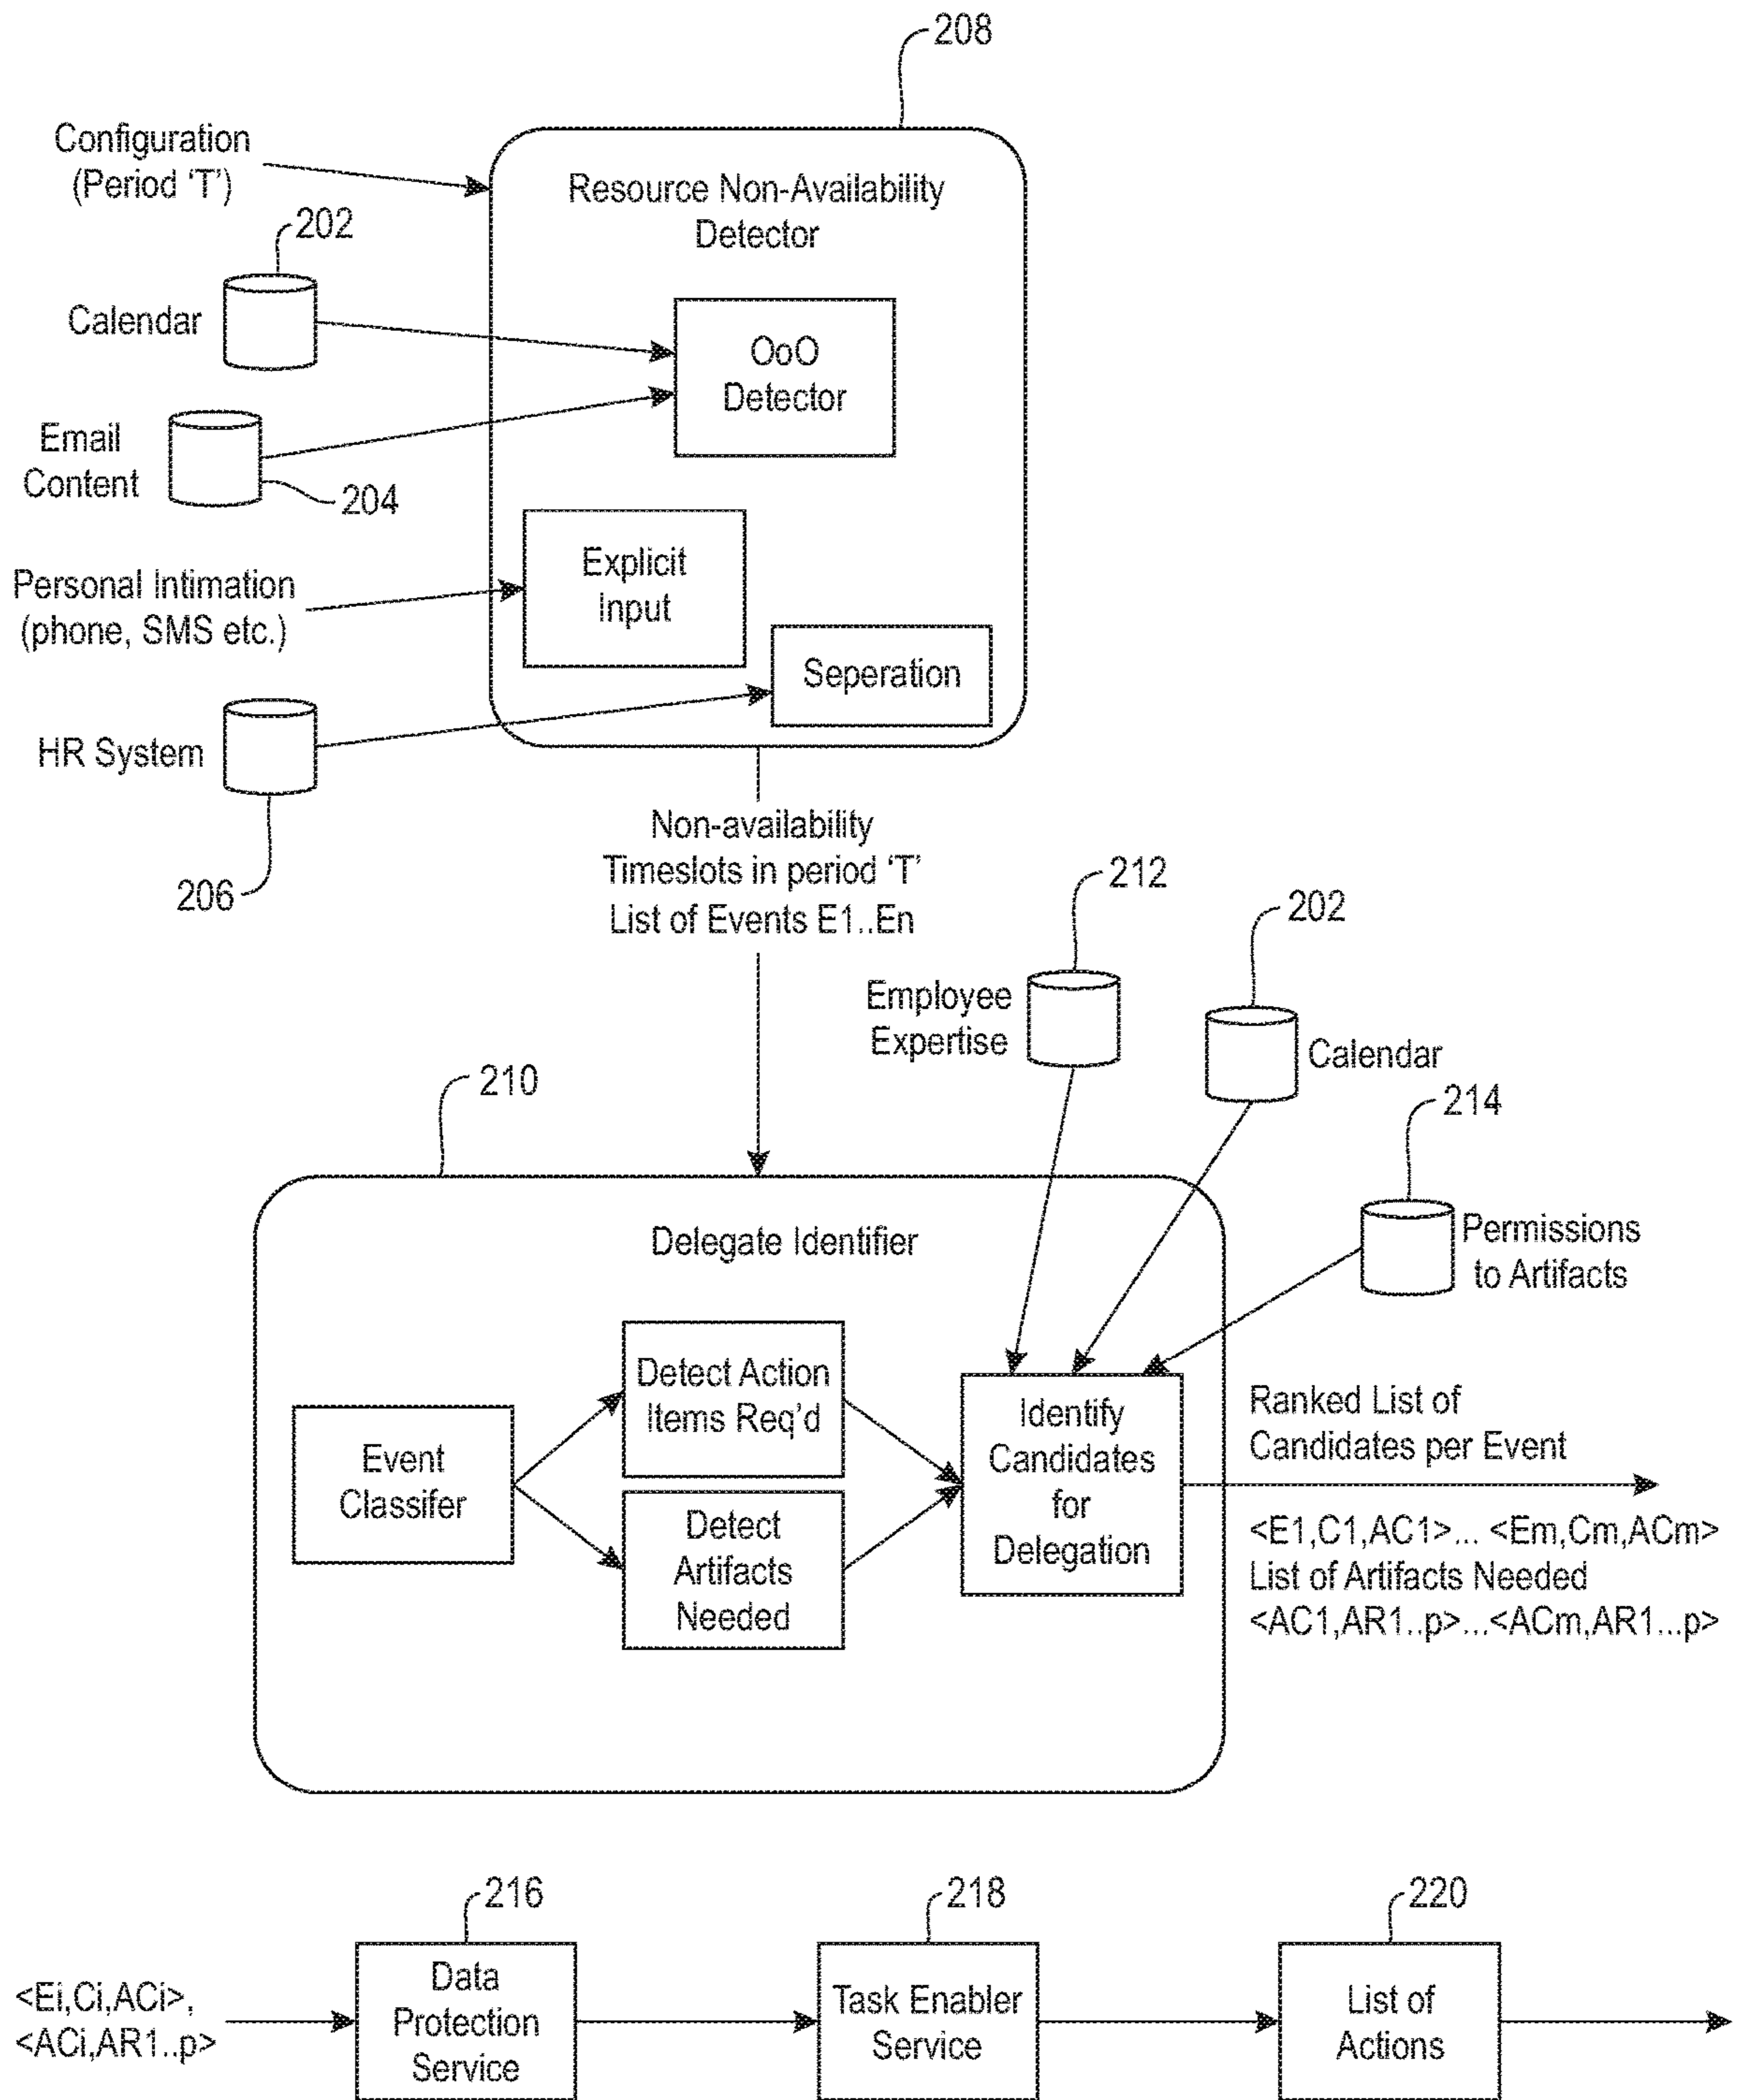 208
Configuration
(Period ‘T’)
Resource Non-Availability
Detector
202
Calendar
OoO
Detector
Email
Content
204
Explicit
Input
Personal Intimation
(phone, SMS etc.)
Seperation
HR System
206
Non-availability
Timeslots in period ‘T’
List of Events E1..En
212
202
Employee
Expertise
Calendar
210
214
Delegate Identifier
Permissions
to Artifacts
Detect Action
Items Req’d
Event
Classifer
Detect
Artifacts
Needed
Identify
Candidates
for
Delegation
Ranked List of
Candidates per Event
<E1,C1,AC1>... <Em,Cm,ACm>
List of Artifacts Needed
<AC1,AR1..p>...<ACm,AR1...p>
216
218
220
<Ei,Ci,ACi>,
<ACi,AR1..p>
Data
Protection
Service
Task Enabler
Service
List of
Actions